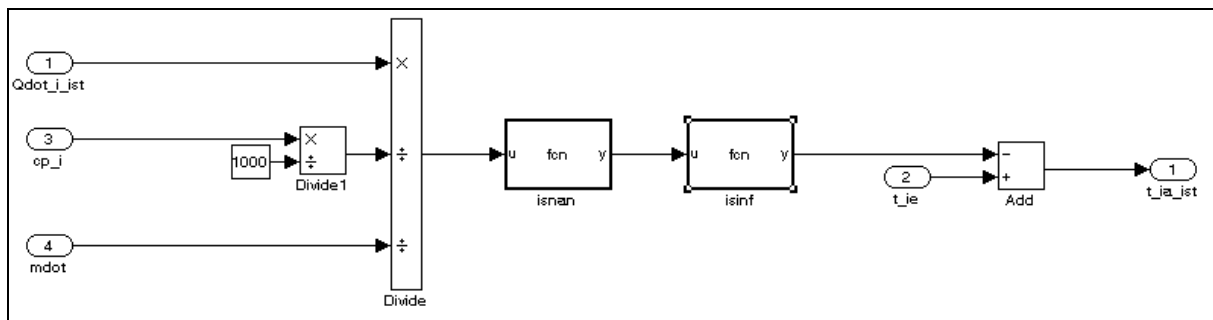 1
Qdot_i_ist
×
3
cp_i
1000
×
÷
Divide1
÷
u fcn y
isnan
u fcn y
isinf
2
t_ie
−
+
Add
1
t_ia_ist
4
mdot
÷
Divide